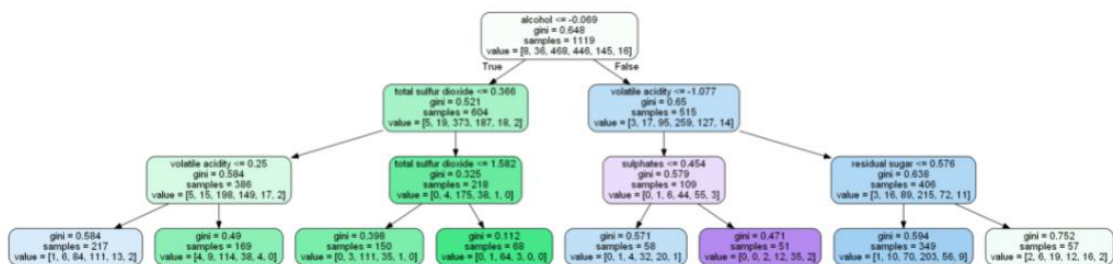 alcohol <= -0.069
gini = 0.648
samples = 1119
value = [8, 36, 468, 446, 145, 16]
True
False
total sulfur dioxide <= 0.366
gini = 0.521
samples = 604
value = [5, 19, 373, 187, 18, 2]
volatile acidity <= -1.077
gini = 0.65
samples = 515
value = [3, 17, 95, 259, 127, 14]
volatile acidity <= 0.25
gini = 0.584
samples = 386
value = [5, 15, 198, 149, 17, 2]
total sulfur dioxide <= 1.582
gini = 0.325
samples = 218
value = [0, 4, 175, 38, 1, 0]
sulphates <= 0.454
gini = 0.579
samples = 109
value = [0, 1, 6, 44, 55, 3]
residual sugar <= 0.576
gini = 0.638
samples = 406
value = [3, 16, 89, 215, 72, 11]
gini = 0.584
samples = 217
value = [1, 6, 84, 111, 13, 2]
gini = 0.49
samples = 169
value = [4, 9, 114, 38, 4, 0]
gini = 0.398
samples = 150
value = [0, 3, 111, 35, 1, 0]
gini = 0.112
samples = 68
value = [0, 1, 64, 3, 0, 0]
gini = 0.571
samples = 58
value = [0, 1, 4, 32, 20, 1]
gini = 0.471
samples = 51
value = [0, 0, 2, 12, 35, 2]
gini = 0.594
samples = 349
value = [1, 10, 70, 203, 56, 9]
gini = 0.752
samples = 57
value = [2, 6, 19, 12, 16, 2]